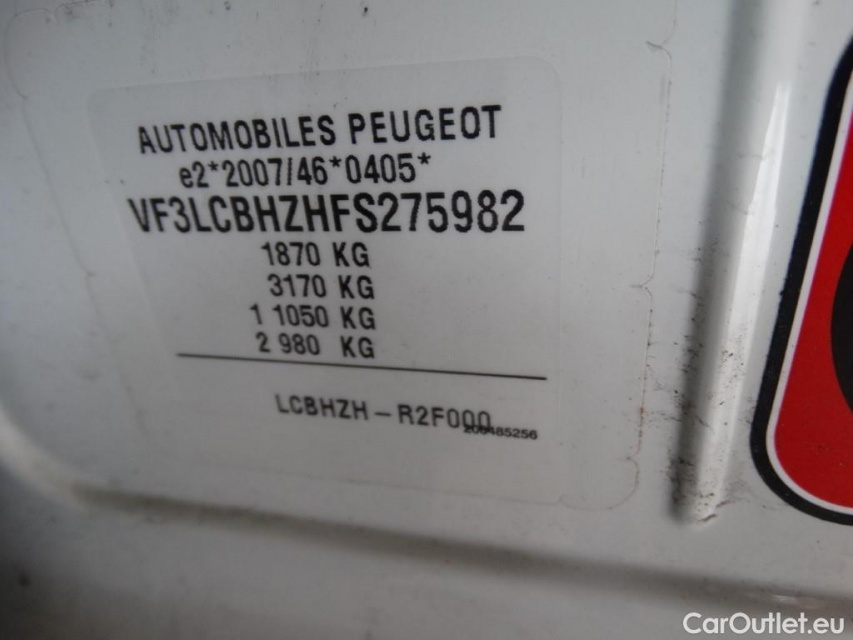 AUTOMOBILES PEUGEOT
e2*2007/46*0405*
VF3LCBHZHFS275982
1870 KG
3170 KG
1 1050 KG
2 980 KG
LCBHZH - R2F000
200485256
CarOutlet.eu